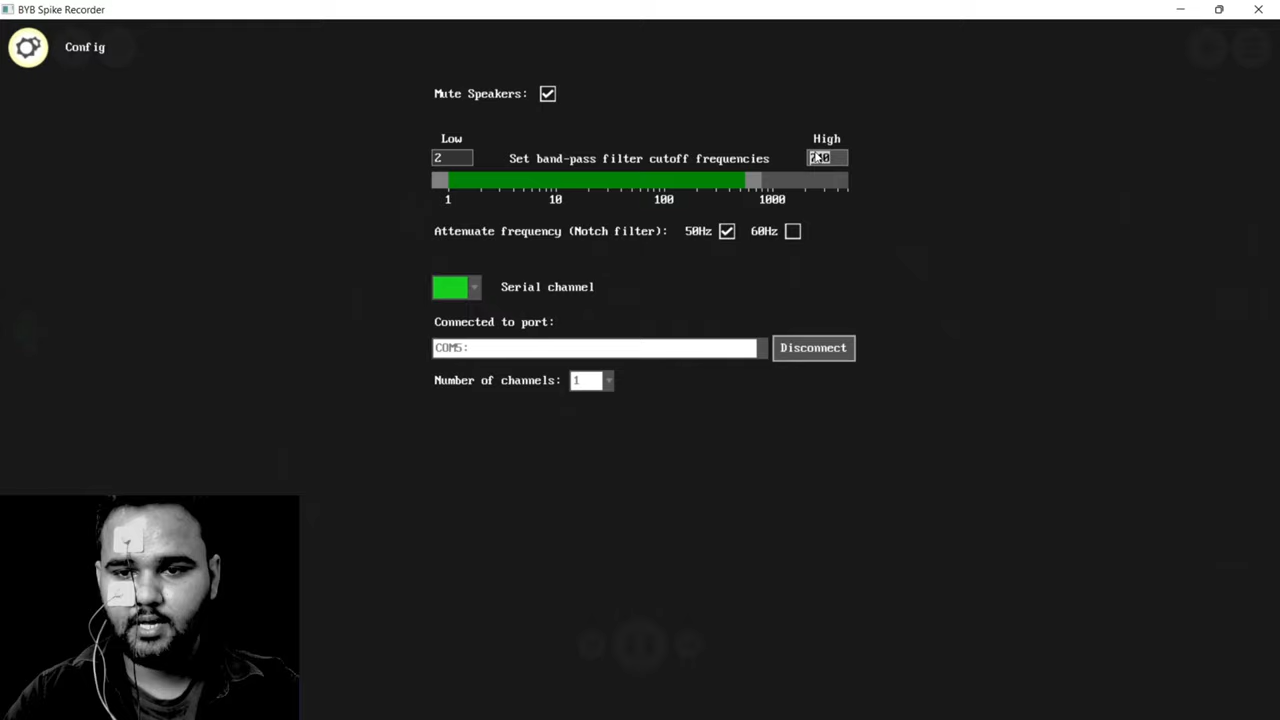 BYB Spike Recorder
Config
Mute Speakers:
Low
High
2
Set band-pass filter cutoff frequencies
1 10 100 1000
Attenuate frequency (Notch filter): 50Hz 60Hz
Serial channel
Connected to port:
COM5:
Disconnect
Number of channels: 1